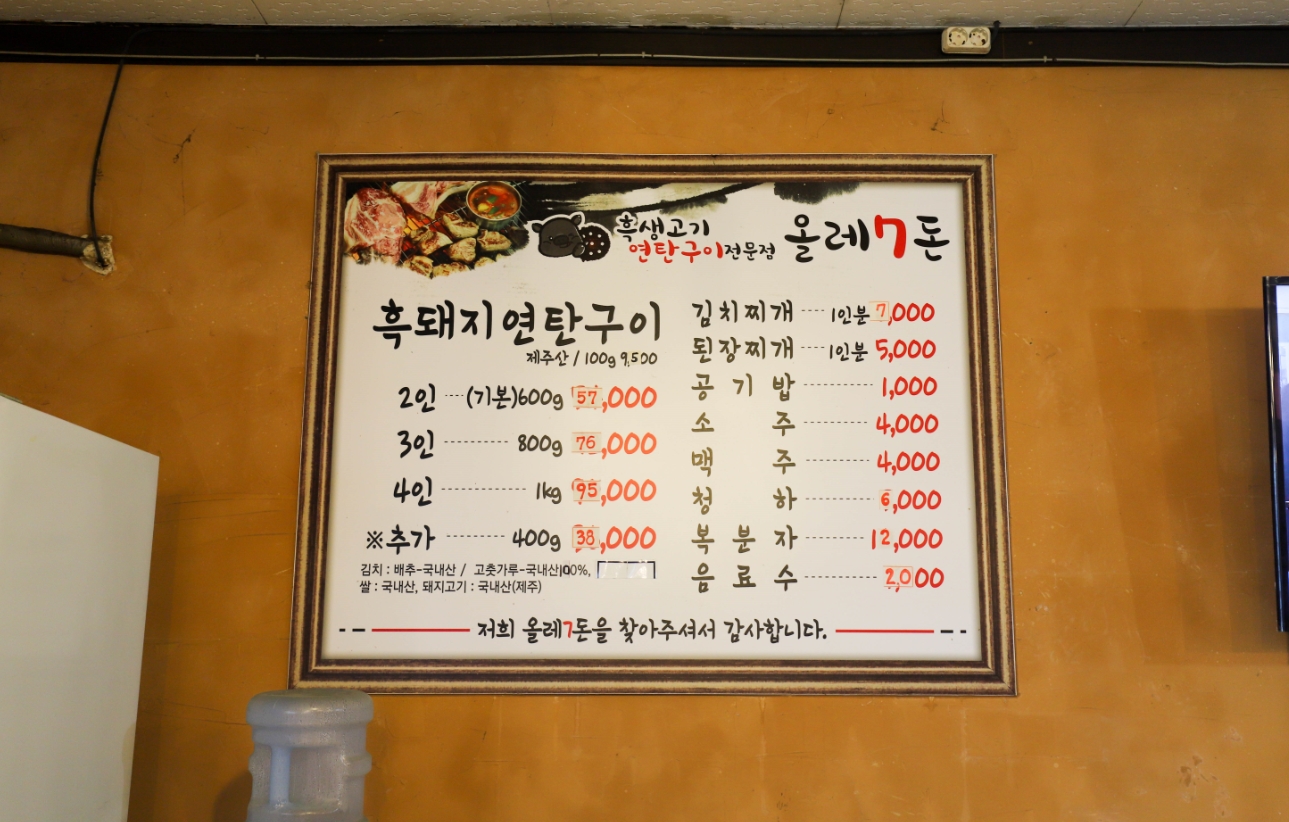 흑생고기
연탄구이전문점
올레7돈
흑돼지연탄구이
제주산 / 100g 9,500
2인 ---- (기본)600g 57,000
3인 -------- 800g 76,000
4인 ---------- 1kg 95,000
※추가 ------- 400g 38,000
김치 : 배추-국내산 / 고춧가루-국내산100%,
쌀 : 국내산, 돼지고기 : 국내산(제주)
김치찌개 ---- 1인분 7,000
된장찌개 ---- 1인분 5,000
공기밥 --------- 1,000
소주 --------- 4,000
맥주 --------- 4,000
청하 --------- 6,000
복분자 -------- 12,000
음료수 --------- 2,000
저희 올레7돈을 찾아주셔서 감사합니다.